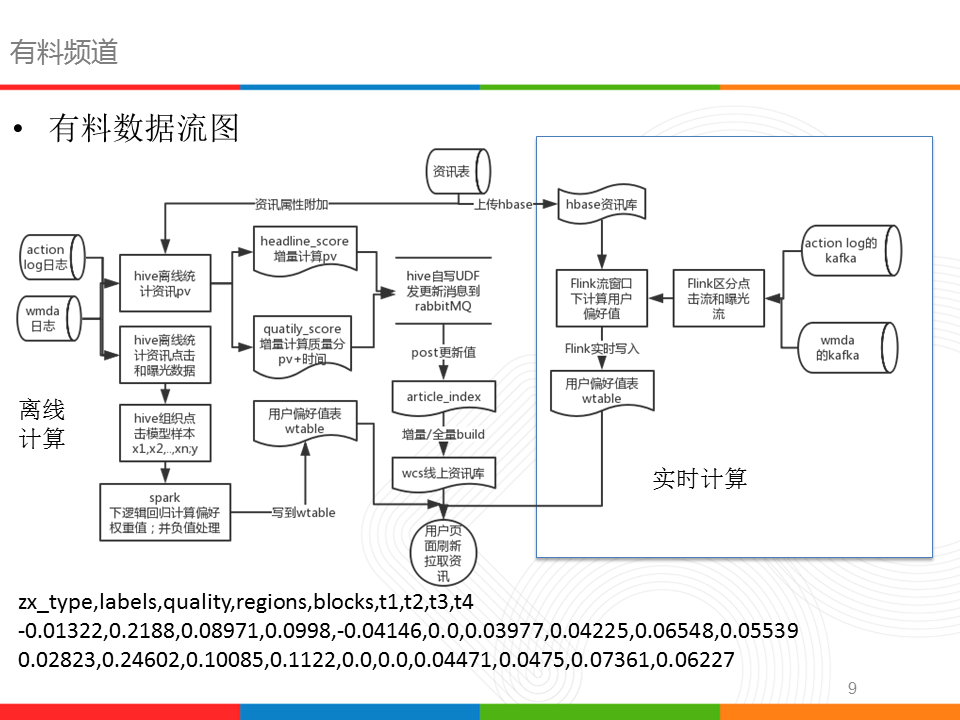 有料频道
• 有料数据流图
资讯表
资讯属性附加
上传hbase
hbase资讯库
action
log日志
wmda
日志
hive离线统
计资讯pv
headline_score
增量计算pv
quatily_score
增量计算质量分
pv+时间
hive自写UDF
发更新消息到
rabbitMQ
hive离线统
计资讯点击
和曝光数据
post更新值
article_index
增量/全量build
wcs线上资讯库
hive组织点
击模型样本
x1,x2,..,xn;y
用户偏好值表
wtable
spark
下逻辑回归计算偏好
权重值；并负值处理
写到wtable
用户页
面刷新
拉取资
讯
离线
计算
Flink流窗口
下计算用户
偏好值
Flink区分点
击流和曝光
流
action log的
kafka
wmda
的kafka
Flink实时写入
用户偏好值表
wtable
实时计算
zx_type,labels,quality,regions,blocks,t1,t2,t3,t4
-0.01322,0.2188,0.08971,0.0998,-0.04146,0.0,0.03977,0.04225,0.06548,0.05539
0.02823,0.24602,0.10085,0.1122,0.0,0.0,0.04471,0.0475,0.07361,0.06227
9